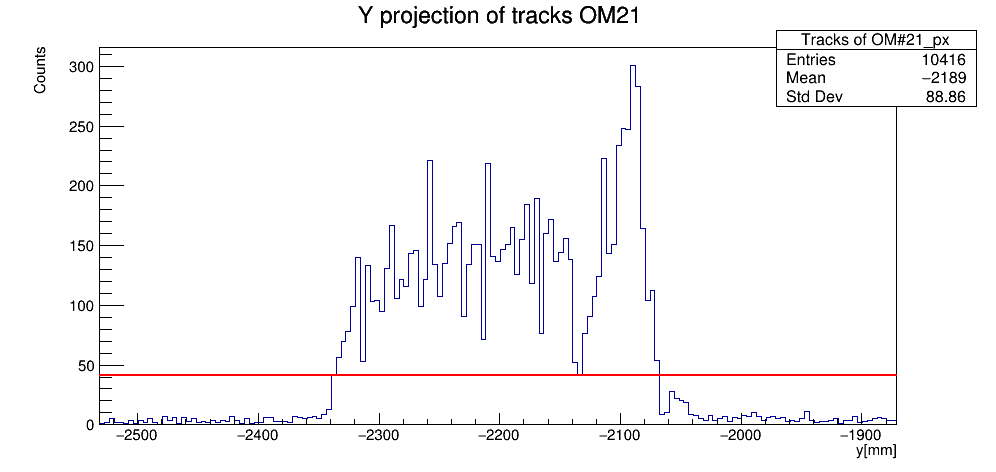 Y projection of tracks OM21
Tracks of OM#21_px
Entries 10416
Mean −2189
Std Dev 88.86
Counts
300
250
200
150
100
50
0
−2500 −2400 −2300 −2200 −2100 −2000 −1900
y[mm]